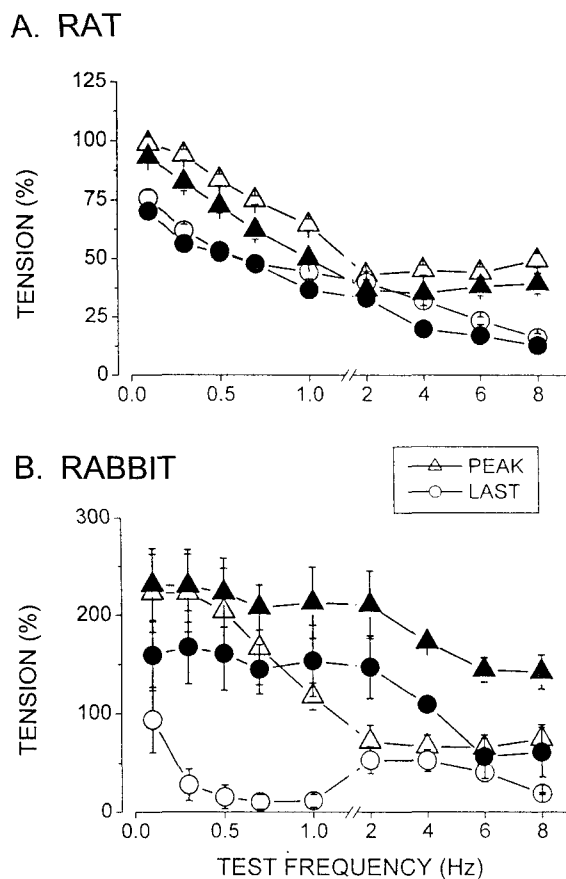 A. RAT
125
100
75
50
25
0
TENSION (%)
0.0 0.5 1.0 2 4 6 8
B. RABBIT
PEAK
LAST
300
200
100
0
TENSION (%)
0.0 0.5 1.0 2 4 6 8
TEST FREQUENCY (Hz)